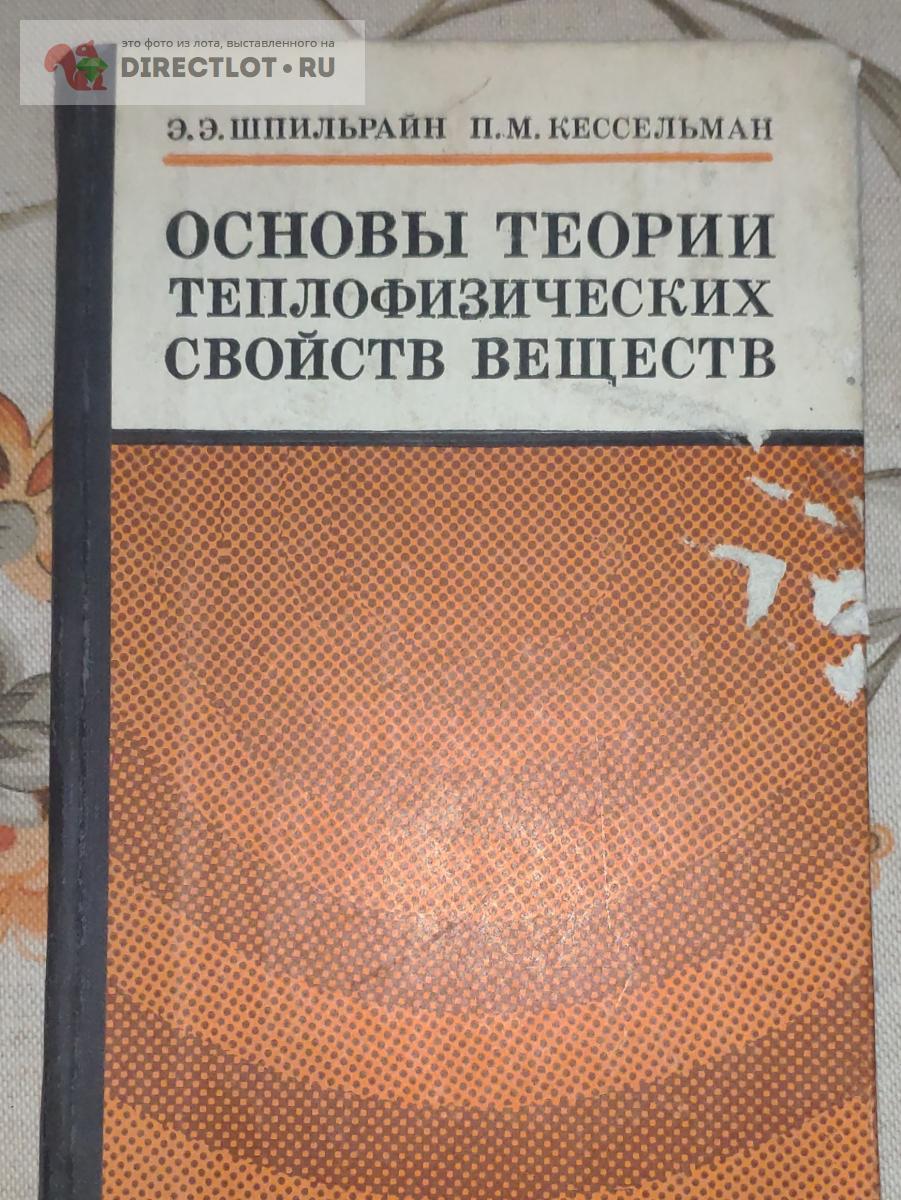 это фото из лота, выставленного на
DIRECTLOT•RU
Э.Э.ШПИЛЬРАЙН П.М.КЕССЕЛЬМАН
ОСНОВЫ ТЕОРИИ
ТЕПЛОФИЗИЧЕСКИХ
СВОЙСТВ ВЕЩЕСТВ